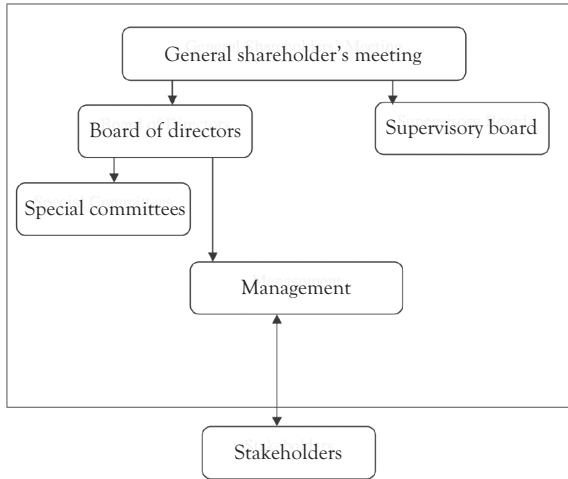 General shareholder's meeting
Board of directors
Supervisory board
Special committees
Management
Stakeholders